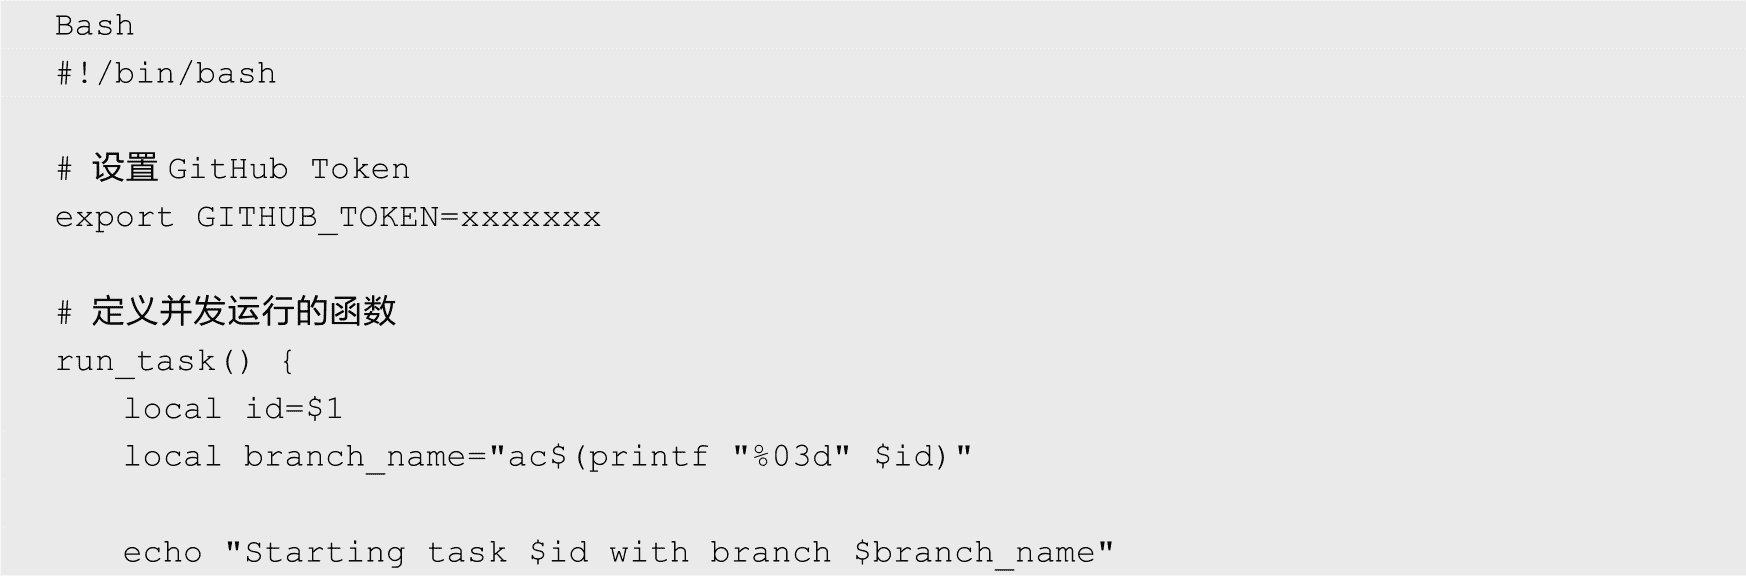 Bash
#!/bin/bash
# 设置 GitHub Token
export GITHUB_TOKEN=xxxxxxx
# 定义并发运行的函数
run_task() {
local id=$1
local branch_name="ac$(printf "%03d" $id)"
echo "Starting task $id with branch $branch_name"